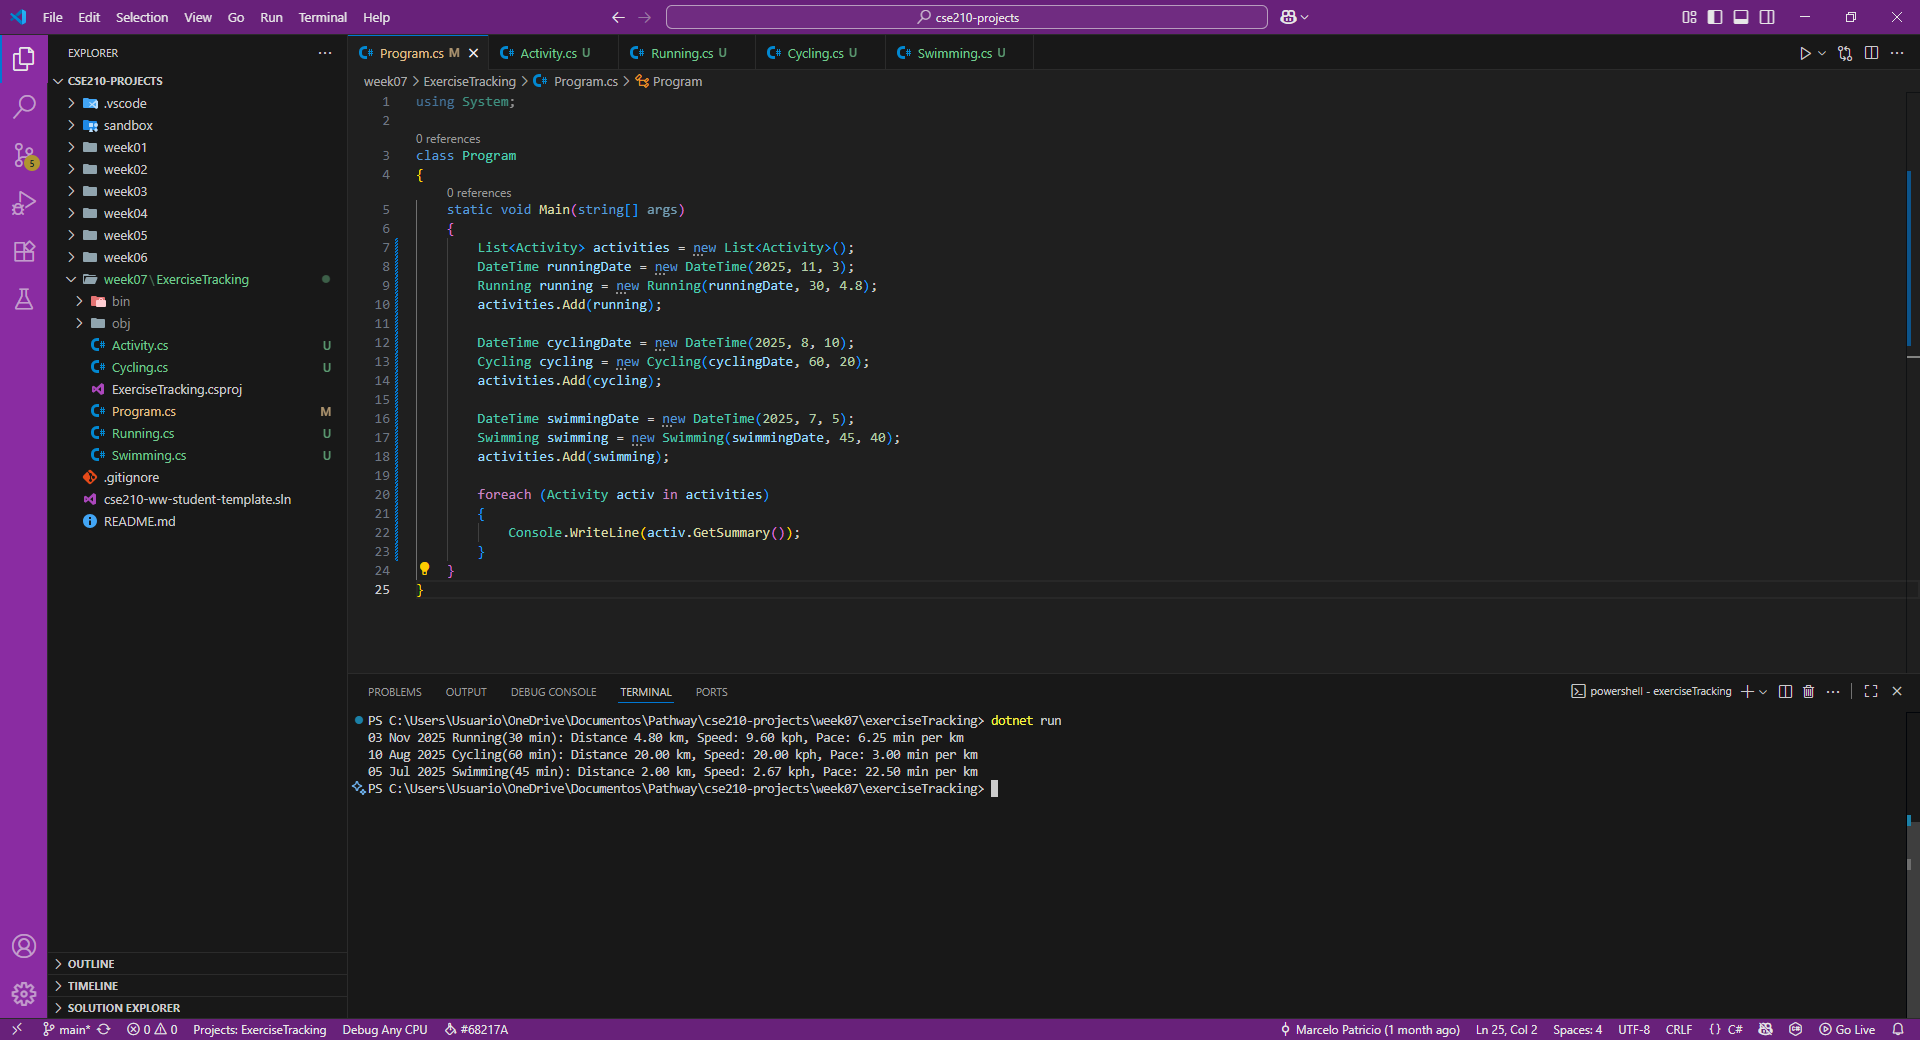 File Edit Selection View Go Run Terminal Help
cse210-projects
EXPLORER
CSE210-PROJECTS
.vscode
sandbox
week01
week02
week03
week04
week05
week06
week07\ExerciseTracking
bin
obj
Activity.cs U
Cycling.cs U
ExerciseTracking.csproj
Program.cs M
Running.cs U
Swimming.cs U
.gitignore
cse210-ww-student-template.sln
README.md
OUTLINE
TIMELINE
SOLUTION EXPLORER
5
Program.cs M Activity.cs U Running.cs U Cycling.cs U Swimming.cs U
week07 > ExerciseTracking > Program.cs > Program
1 using System;
2
0 references
3 class Program
4 {
0 references
5 static void Main(string[] args)
6 {
7 List<Activity> activities = new List<Activity>();
8 DateTime runningDate = new DateTime(2025, 11, 3);
9 Running running = new Running(runningDate, 30, 4.8);
10 activities.Add(running);
11
12 DateTime cyclingDate = new DateTime(2025, 8, 10);
13 Cycling cycling = new Cycling(cyclingDate, 60, 20);
14 activities.Add(cycling);
15
16 DateTime swimmingDate = new DateTime(2025, 7, 5);
17 Swimming swimming = new Swimming(swimmingDate, 45, 40);
18 activities.Add(swimming);
19
20 foreach (Activity activ in activities)
21 {
22 Console.WriteLine(activ.GetSummary());
23 }
24 }
25 }
PROBLEMS OUTPUT DEBUG CONSOLE TERMINAL PORTS
powershell - exerciseTracking
PS C:\Users\Usuario\OneDrive\Documentos\Pathway\cse210-projects\week07\exerciseTracking> dotnet run
03 Nov 2025 Running(30 min): Distance 4.80 km, Speed: 9.60 kph, Pace: 6.25 min per km
10 Aug 2025 Cycling(60 min): Distance 20.00 km, Speed: 20.00 kph, Pace: 3.00 min per km
05 Jul 2025 Swimming(45 min): Distance 2.00 km, Speed: 2.67 kph, Pace: 22.50 min per km
PS C:\Users\Usuario\OneDrive\Documentos\Pathway\cse210-projects\week07\exerciseTracking>
main* 0 0 Projects: ExerciseTracking Debug Any CPU #68217A
Marcelo Patricio (1 month ago) Ln 25, Col 2 Spaces: 4 UTF-8 CRLF {} C# Go Live